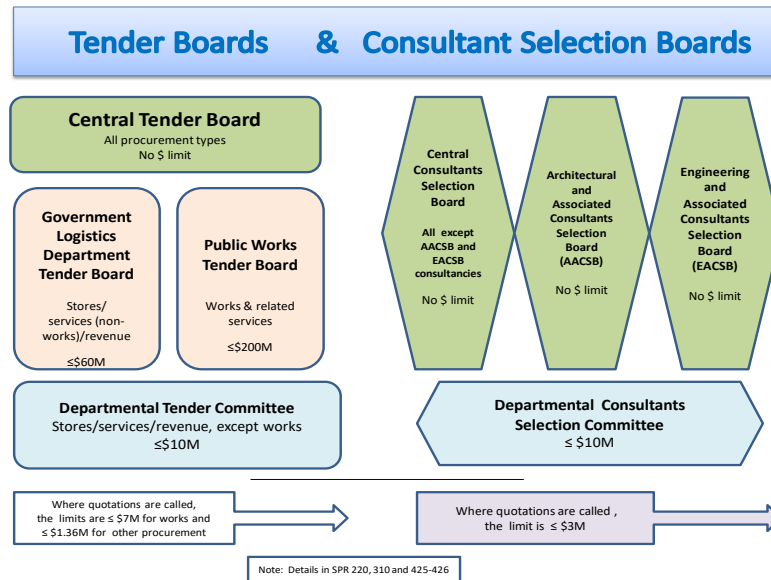 Tender Boards & Consultant Selection Boards
Central Tender Board
All procurement types
No $ limit
Government
Logistics
Department
Tender Board
Stores/
services (non-
works)/revenue
≤$60M
Public Works
Tender Board
Works & related
services
≤$200M
Departmental Tender Committee
Stores/services/revenue, except works
≤$10M
Central
Consultants
Selection
Board
All except
AACSB and
EACSB
consultancies
No $ limit
Architectural
and
Associated
Consultants
Selection
Board
(AACSB)
No $ limit
Engineering
and
Associated
Consultants
Selection
Board
(EACSB)
No $ limit
Departmental Consultants
Selection Committee
≤ $10M
Where quotations are called,
the limits are ≤ $7M for works and
≤ $1.36M for other procurement
Where quotations are called ,
the limit is ≤ $3M
Note: Details in SPR 220, 310 and 425-426